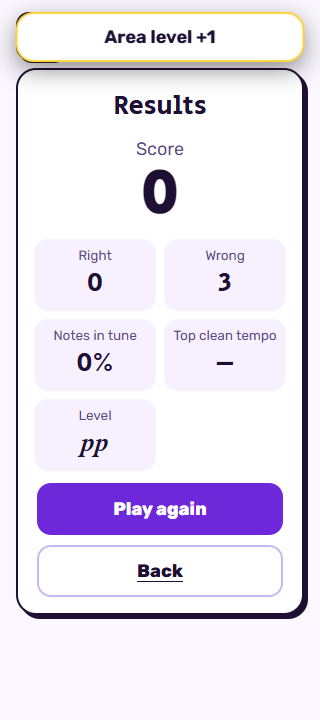 Area level +1
Results
Score
0
Right
0
Wrong
3
Notes in tune
0%
Top clean tempo
—
Level
pp
Play again
Back